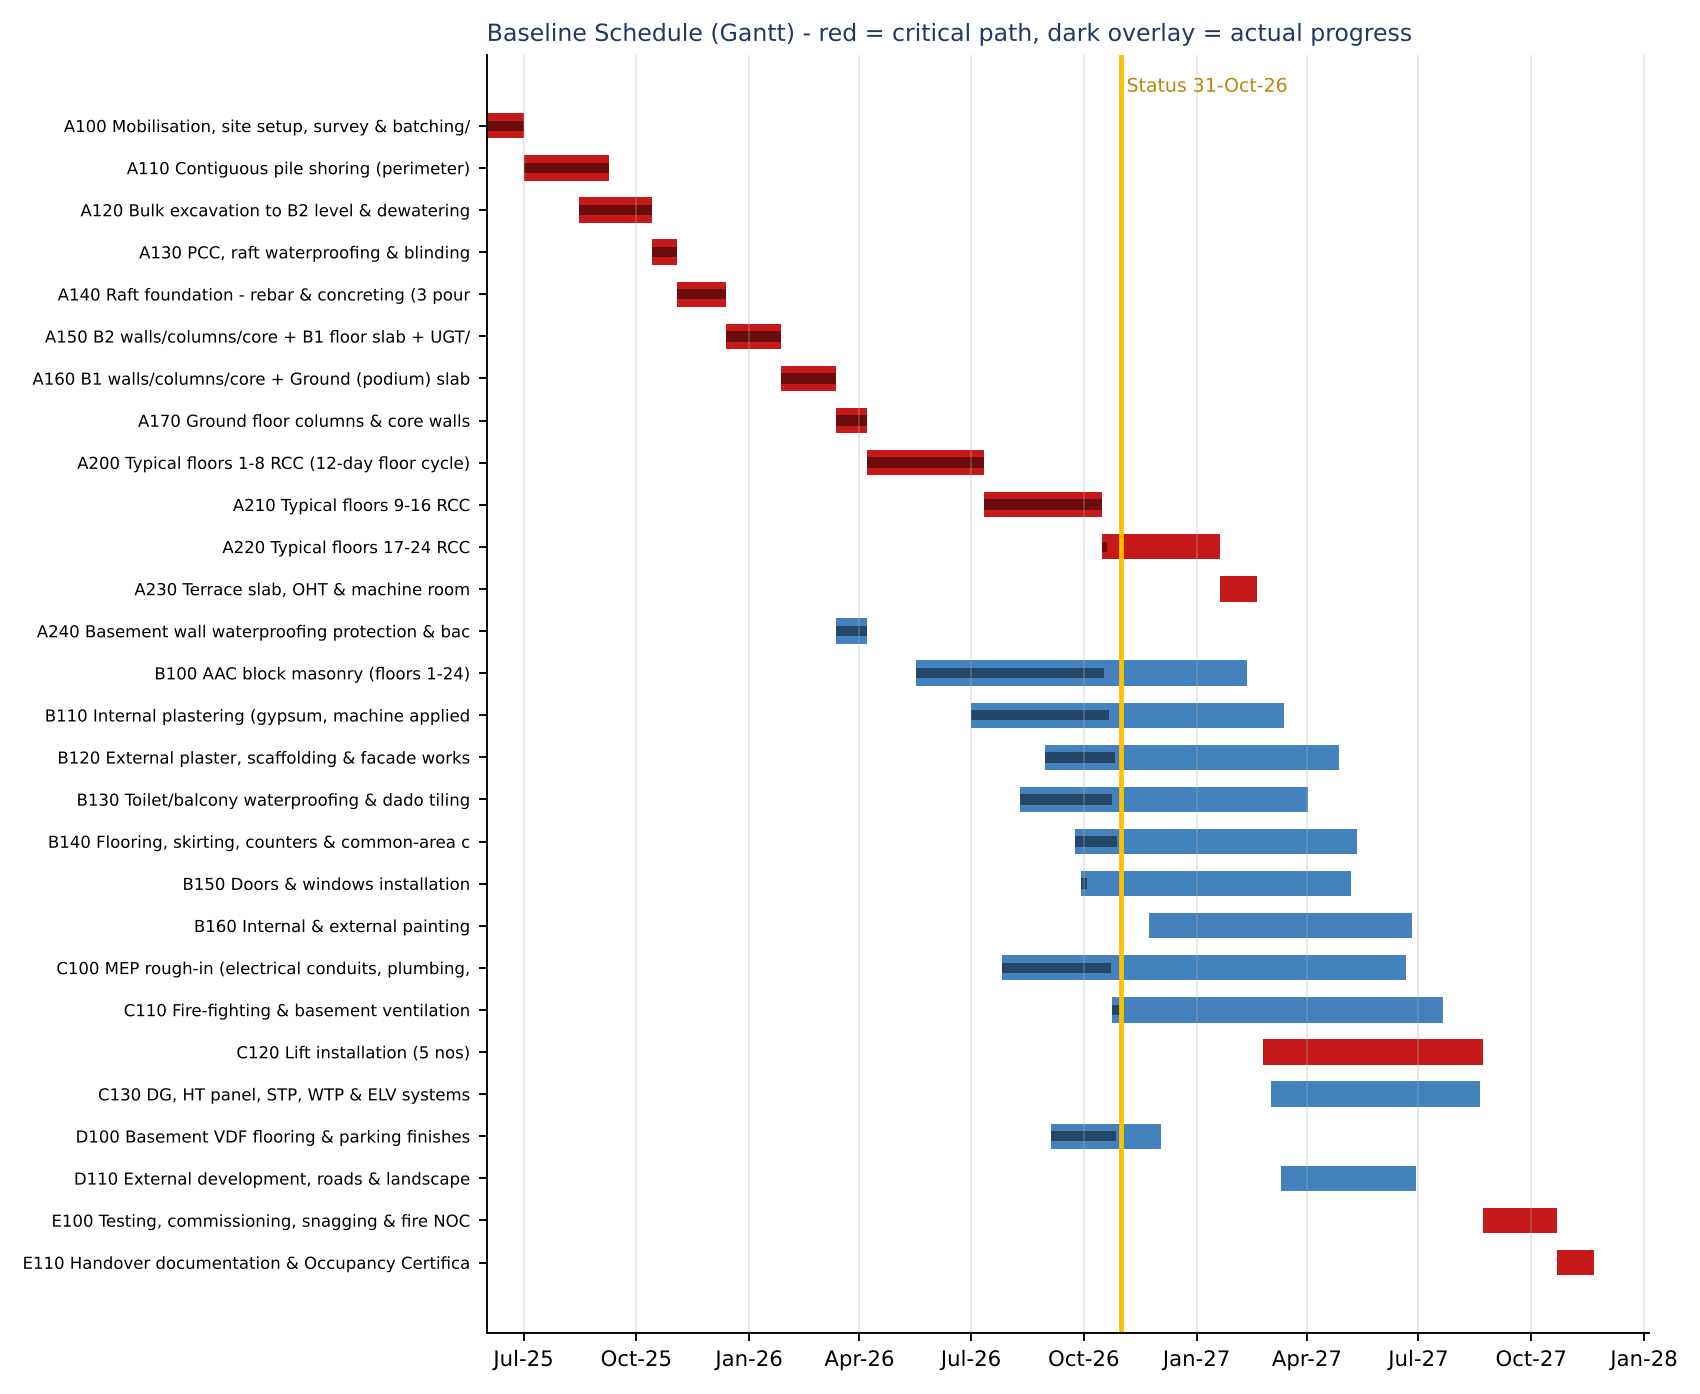 Baseline Schedule (Gantt) - red = critical path, dark overlay = actual progress
Status 31-Oct-26
A100 Mobilisation, site setup, survey & batching/
A110 Contiguous pile shoring (perimeter)
A120 Bulk excavation to B2 level & dewatering
A130 PCC, raft waterproofing & blinding
A140 Raft foundation - rebar & concreting (3 pour
A150 B2 walls/columns/core + B1 floor slab + UGT/
A160 B1 walls/columns/core + Ground (podium) slab
A170 Ground floor columns & core walls
A200 Typical floors 1-8 RCC (12-day floor cycle)
A210 Typical floors 9-16 RCC
A220 Typical floors 17-24 RCC
A230 Terrace slab, OHT & machine room
A240 Basement wall waterproofing protection & bac
B100 AAC block masonry (floors 1-24)
B110 Internal plastering (gypsum, machine applied
B120 External plaster, scaffolding & facade works
B130 Toilet/balcony waterproofing & dado tiling
B140 Flooring, skirting, counters & common-area c
B150 Doors & windows installation
B160 Internal & external painting
C100 MEP rough-in (electrical conduits, plumbing,
C110 Fire-fighting & basement ventilation
C120 Lift installation (5 nos)
C130 DG, HT panel, STP, WTP & ELV systems
D100 Basement VDF flooring & parking finishes
D110 External development, roads & landscape
E100 Testing, commissioning, snagging & fire NOC
E110 Handover documentation & Occupancy Certifica
Jul-25 Oct-25 Jan-26 Apr-26 Jul-26 Oct-26 Jan-27 Apr-27 Jul-27 Oct-27 Jan-28